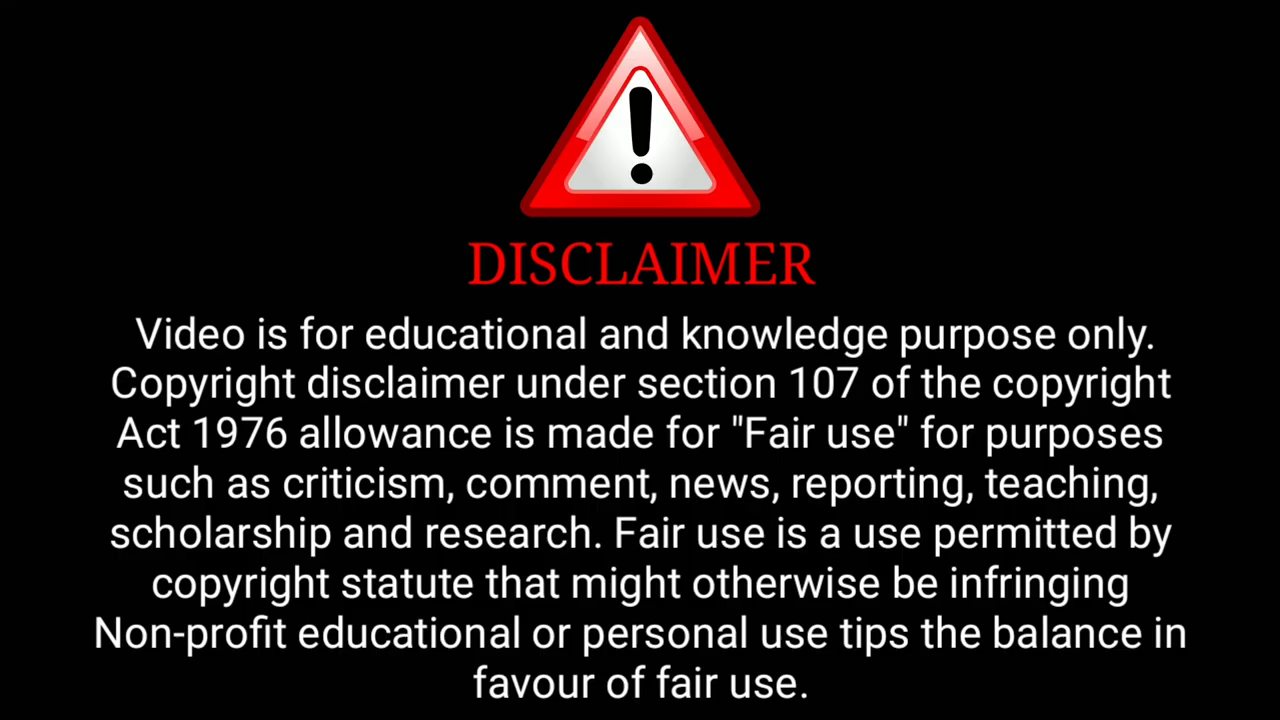 DISCLAIMER
Video is for educational and knowledge purpose only.
Copyright disclaimer under section 107 of the copyright
Act 1976 allowance is made for "Fair use" for purposes
such as criticism, comment, news, reporting, teaching,
scholarship and research. Fair use is a use permitted by
copyright statute that might otherwise be infringing
Non-profit educational or personal use tips the balance in
favour of fair use.